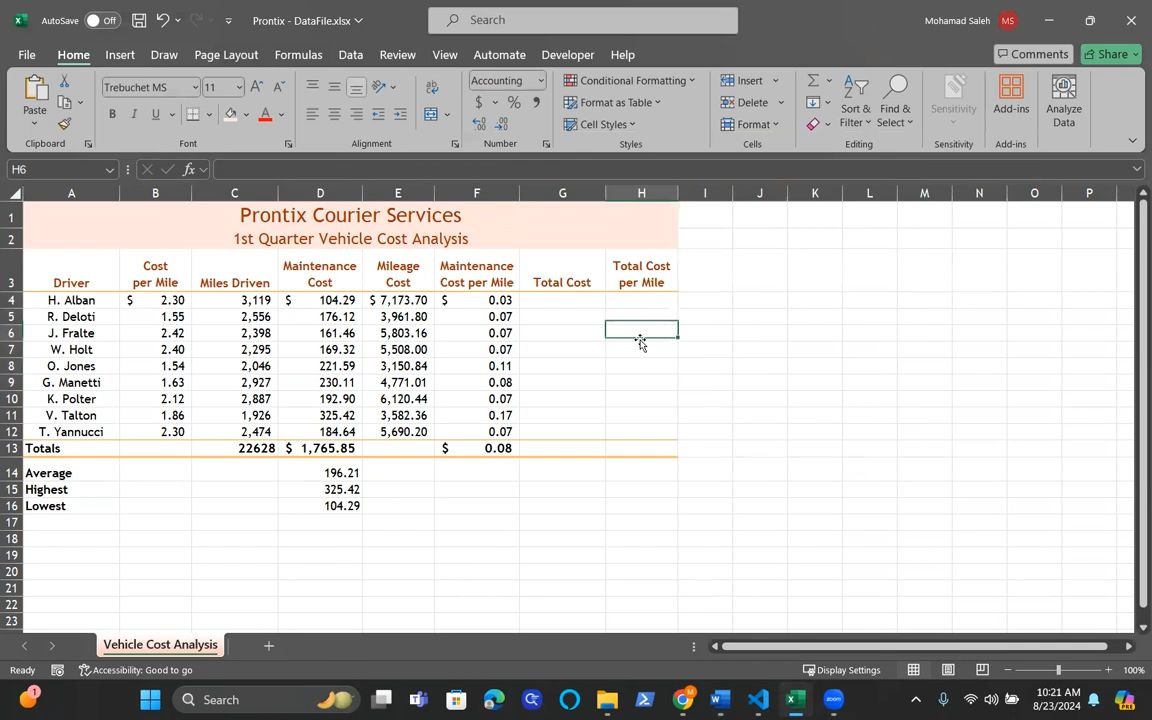 AutoSave Off Prontix - DataFile.xlsx Search Mohamad Saleh MS
File Home Insert Draw Page Layout Formulas Data Review View Automate Developer Help Comments Share
Paste Trebuchet MS 11 Accounting Conditional Formatting Insert Sort & Find & Sensitivity Add-ins Analyze
$ % Format as Table Delete Filter Select Data
B I U A Cell Styles Format
Clipboard Font Alignment Number Styles Cells Editing Sensitivity Add-ins
H6 fx
A B C D E F G H I J K L M N O P
1 Prontix Courier Services
2 1st Quarter Vehicle Cost Analysis
Cost Maintenance Mileage Maintenance Total Cost
3 Driver per Mile Miles Driven Cost Cost Cost per Mile Total Cost per Mile
4 H. Alban $ 2.30 3,119 $ 104.29 $ 7,173.70 $ 0.03
5 R. Deloti 1.55 2,556 176.12 3,961.80 0.07
6 J. Fralte 2.42 2,398 161.46 5,803.16 0.07
7 W. Holt 2.40 2,295 169.32 5,508.00 0.07
8 O. Jones 1.54 2,046 221.59 3,150.84 0.11
9 G. Manetti 1.63 2,927 230.11 4,771.01 0.08
10 K. Polter 2.12 2,887 192.90 6,120.44 0.07
11 V. Talton 1.86 1,926 325.42 3,582.36 0.17
12 T. Yannucci 2.30 2,474 184.64 5,690.20 0.07
13 Totals 22628 $ 1,765.85 $ 0.08
14 Average 196.21
15 Highest 325.42
16 Lowest 104.29
17
18
19
20
21
22
23
Vehicle Cost Analysis
Ready Accessibility: Good to go Display Settings 100%
1 Search zoom 10:21 AM
8/23/2024